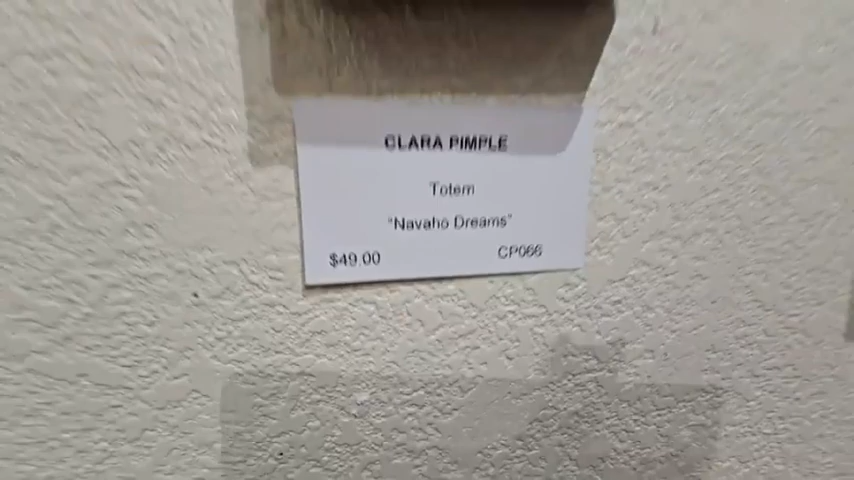 CLARA PIMPLE
Totem
"Navaho Dreams"
$49.00 CP066